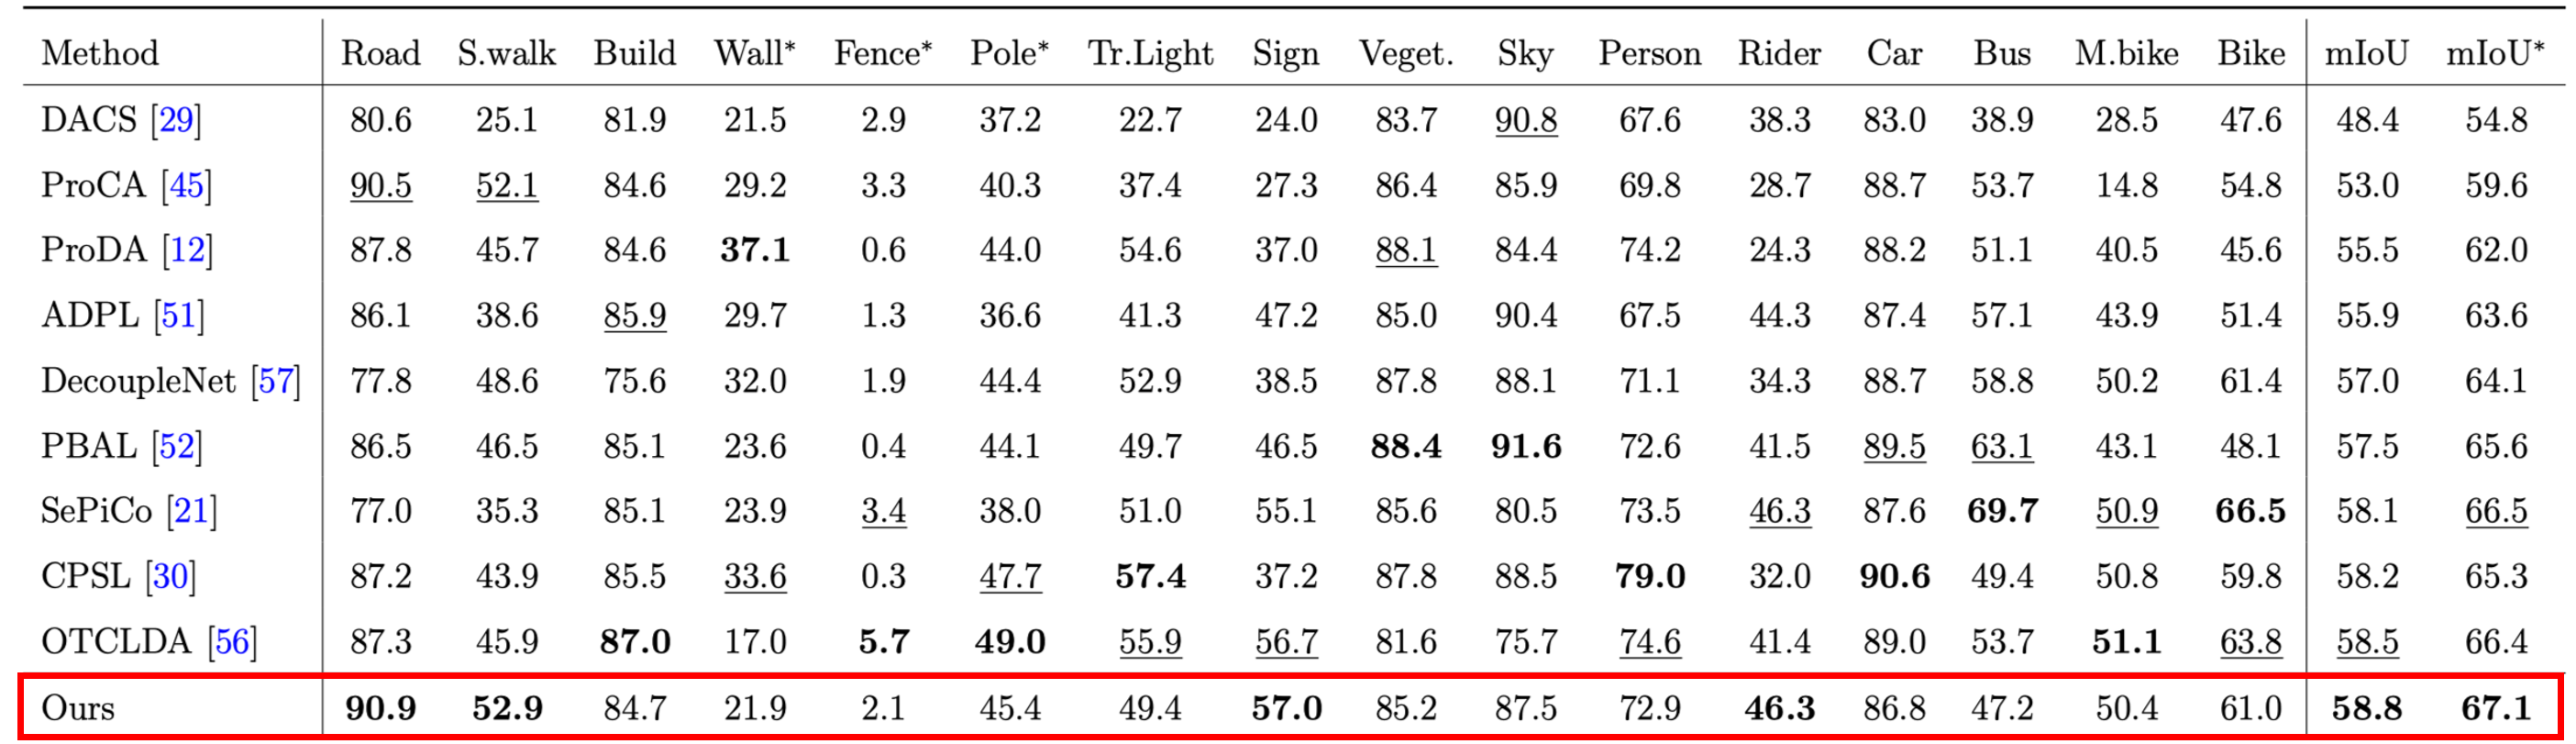 Method Road S.walk Build Wall* Fence* Pole* Tr.Light Sign Veget. Sky Person Rider Car Bus M.bike Bike mIoU mIoU*
DACS [29] 80.6 25.1 81.9 21.5 2.9 37.2 22.7 24.0 83.7 90.8 67.6 38.3 83.0 38.9 28.5 47.6 48.4 54.8
ProCA [45] 90.5 52.1 84.6 29.2 3.3 40.3 37.4 27.3 86.4 85.9 69.8 28.7 88.7 53.7 14.8 54.8 53.0 59.6
ProDA [12] 87.8 45.7 84.6 37.1 0.6 44.0 54.6 37.0 88.1 84.4 74.2 24.3 88.2 51.1 40.5 45.6 55.5 62.0
ADPL [51] 86.1 38.6 85.9 29.7 1.3 36.6 41.3 47.2 85.0 90.4 67.5 44.3 87.4 57.1 43.9 51.4 55.9 63.6
DecoupleNet [57] 77.8 48.6 75.6 32.0 1.9 44.4 52.9 38.5 87.8 88.1 71.1 34.3 88.7 58.8 50.2 61.4 57.0 64.1
PBAL [52] 86.5 46.5 85.1 23.6 0.4 44.1 49.7 46.5 88.4 91.6 72.6 41.5 89.5 63.1 43.1 48.1 57.5 65.6
SePiCo [21] 77.0 35.3 85.1 23.9 3.4 38.0 51.0 55.1 85.6 80.5 73.5 46.3 87.6 69.7 50.9 66.5 58.1 66.5
CPSL [30] 87.2 43.9 85.5 33.6 0.3 47.7 57.4 37.2 87.8 88.5 79.0 32.0 90.6 49.4 50.8 59.8 58.2 65.3
OTCLDA [56] 87.3 45.9 87.0 17.0 5.7 49.0 55.9 56.7 81.6 75.7 74.6 41.4 89.0 53.7 51.1 63.8 58.5 66.4
Ours 90.9 52.9 84.7 21.9 2.1 45.4 49.4 57.0 85.2 87.5 72.9 46.3 86.8 47.2 50.4 61.0 58.8 67.1